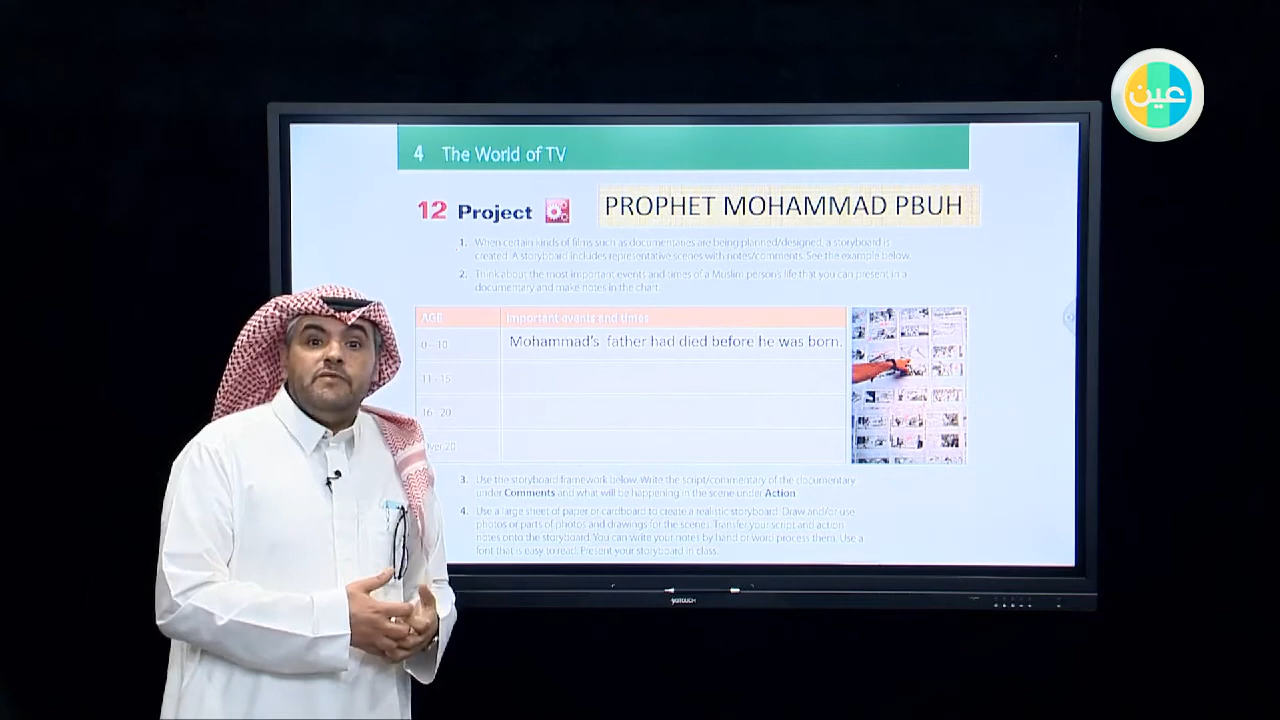 عين
4 The World of TV
12 Project
PROPHET MOHAMMAD PBUH
1. When certain kinds of films such as documentaries are being planned/designed, a storyboard is
created. A storyboard includes representative scenes with notes/comments. See the example below.
2. Think about the most important events and times of a Muslim person's life that you can present in a
documentary and make notes in the chart.
AGE Important events and times
0–10 Mohammad's father had died before he was born.
11–15
16–20
Over 20
3. Use the storyboard framework below. Write the script/commentary of the documentary
under Comments and what will be happening in the scene under Action
4. Use a large sheet of paper or cardboard to create a realistic storyboard. Draw and/or use
photos or parts of photos and drawings for the scenes. Transfer your script and action
notes onto the storyboard. You can write your notes by hand or word process them. Use a
font that is easy to read. Present your storyboard in class.